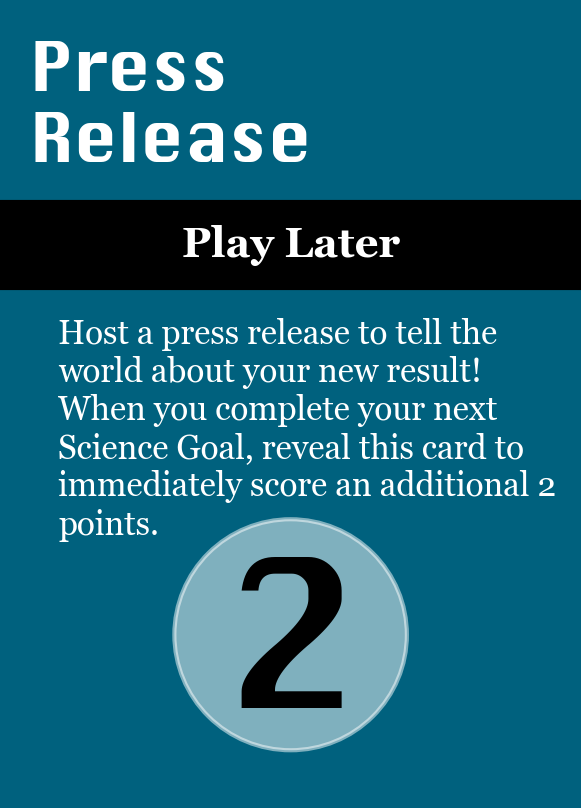 Press
Release
Play Later
Host a press release to tell the
world about your new result!
When you complete your next
Science Goal, reveal this card to
immediately score an additional 2
points.
2